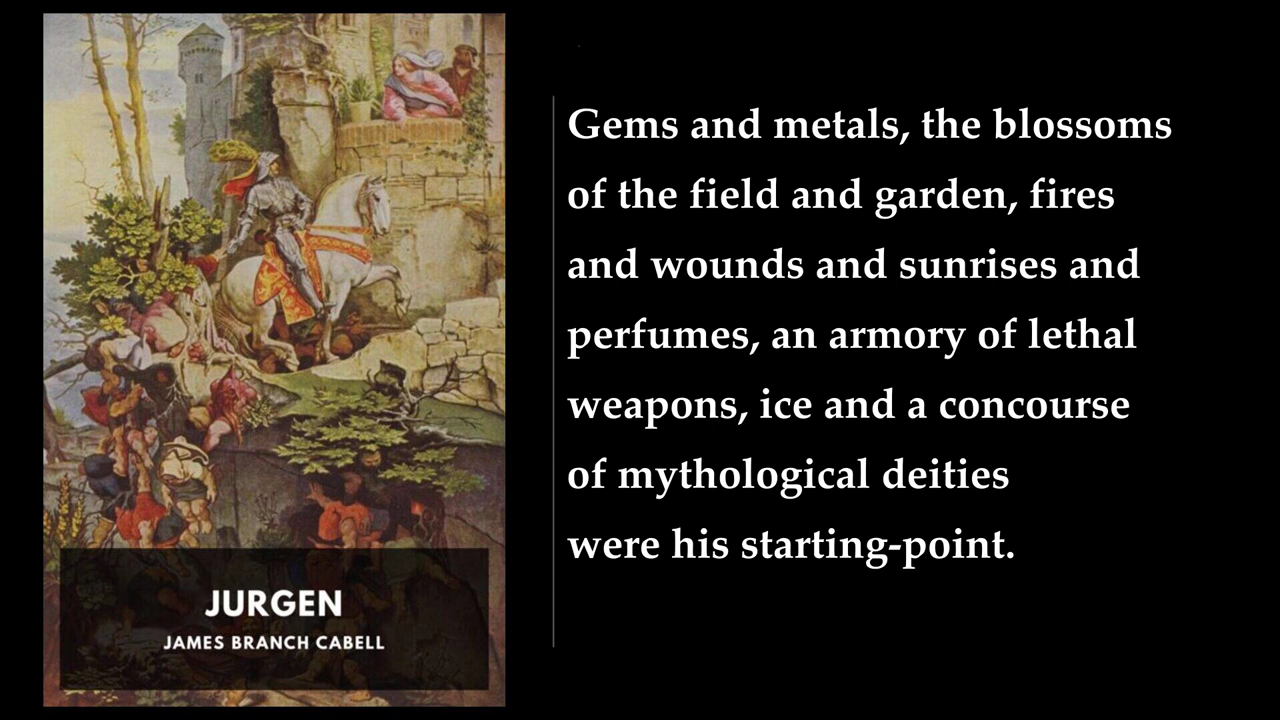 JURGEN
JAMES BRANCH CABELL
Gems and metals, the blossoms
of the field and garden, fires
and wounds and sunrises and
perfumes, an armory of lethal
weapons, ice and a concourse
of mythological deities
were his starting-point.